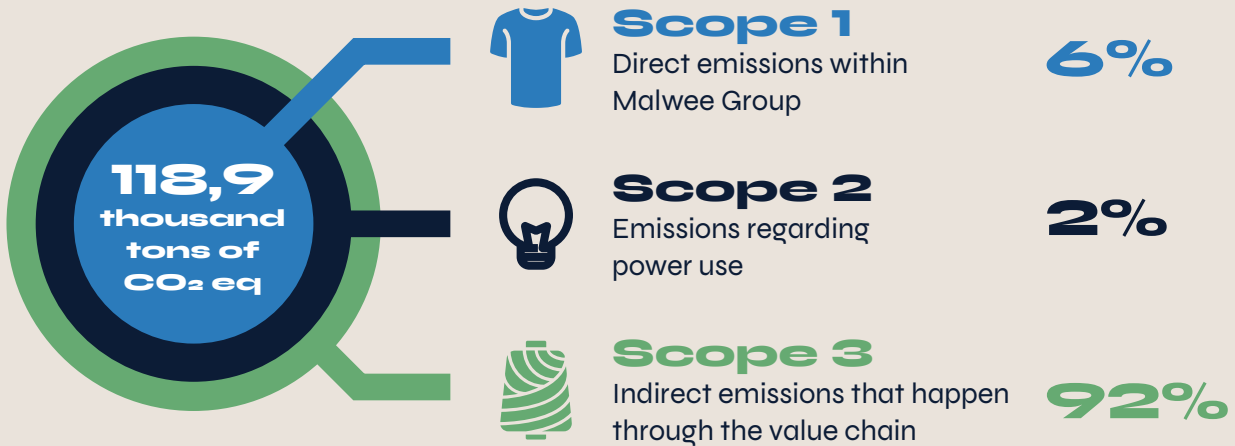 118,9
thousand
tons of
CO₂ eq
Scope 1
Direct emissions within
Malwee Group
6%
Scope 2
Emissions regarding
power use
2%
Scope 3
Indirect emissions that happen
through the value chain
92%